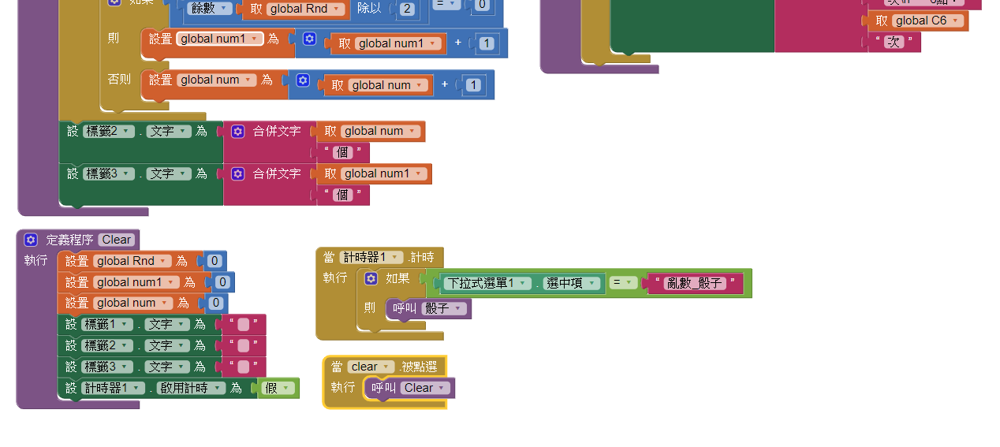 如果 餘數 取 global Rnd 除以 2 = 0
則 設置 global num1 為 取 global num1 + 1
否則 設置 global num 為 取 global num + 1
設 標籤2 . 文字 為 合併文字 取 global num
“ 個 ”
設 標籤3 . 文字 為 合併文字 取 global num1
“ 個 ”
取 global C6
“ 次 ”
定義程序 Clear
執行 設置 global Rnd 為 0
設置 global num1 為 0
設置 global num 為 0
設 標籤1 . 文字 為 “ ”
設 標籤2 . 文字 為 “ ”
設 標籤3 . 文字 為 “ ”
設 計時器1 . 啟用計時 為 假
當 計時器1 .計時
執行 如果 下拉式選單1 . 選中項 = “ 亂數_骰子 ”
則 呼叫 骰子
當 clear .被點選
執行 呼叫 Clear